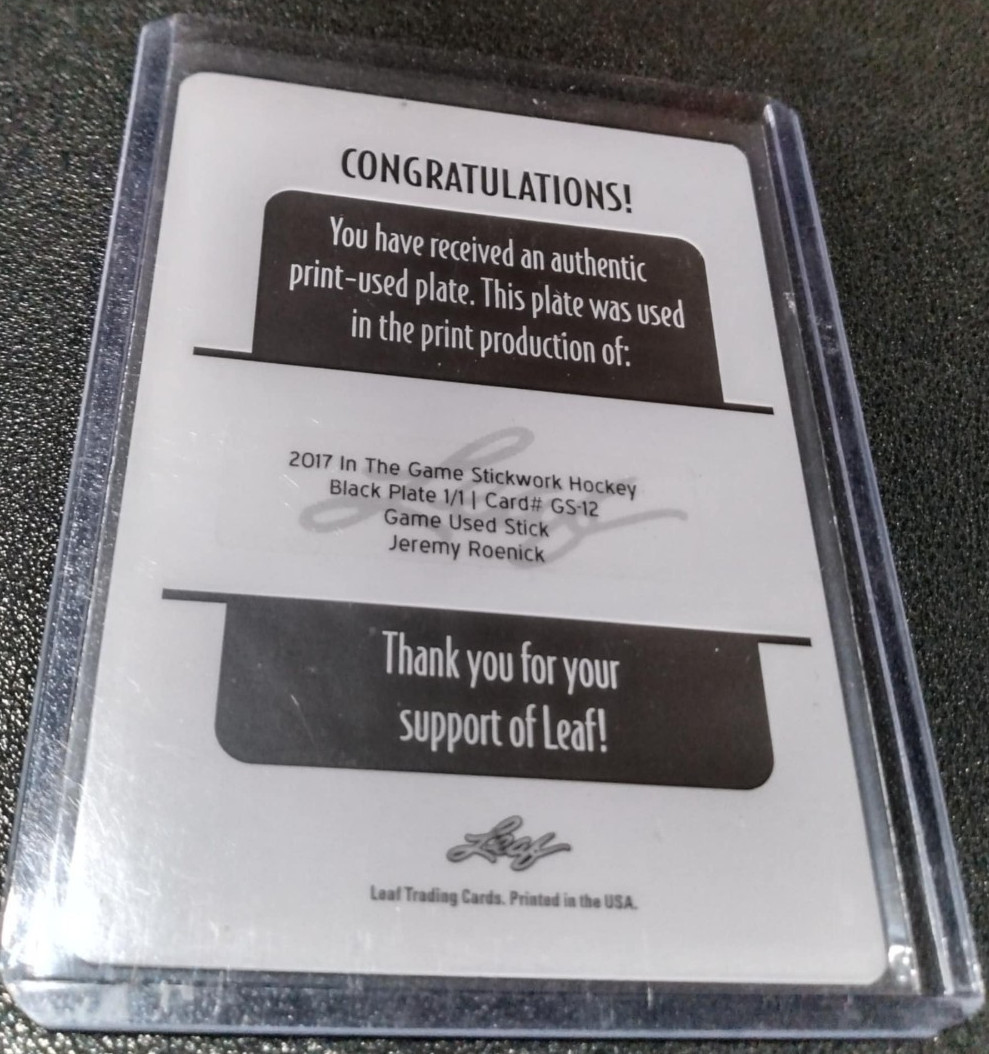 CONGRATULATIONS!
You have received an authentic
print-used plate. This plate was used
in the print production of:
2017 In The Game Stickwork Hockey
Black Plate 1/1 | Card# GS-12
Game Used Stick
Jeremy Roenick
Thank you for your
support of Leaf!
Leaf
Leaf Trading Cards. Printed in the USA.